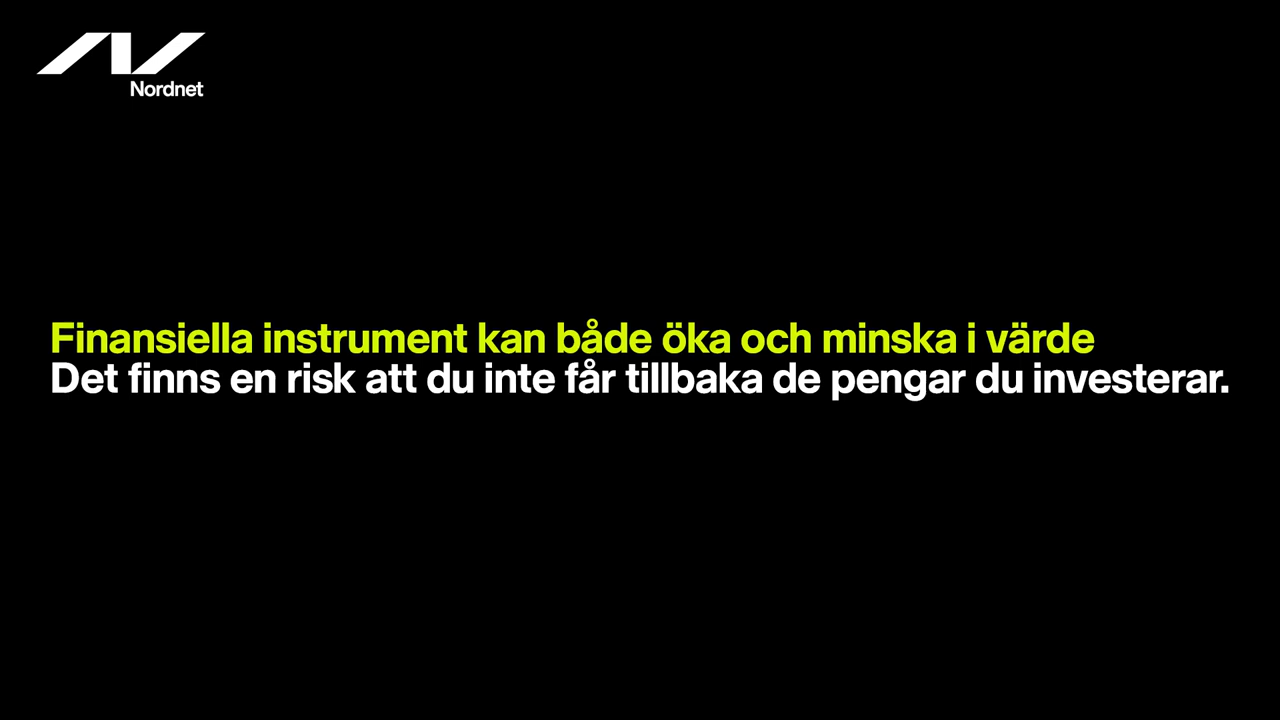 Nordnet
Finansiella instrument kan både öka och minska i värde
Det finns en risk att du inte får tillbaka de pengar du investerar.